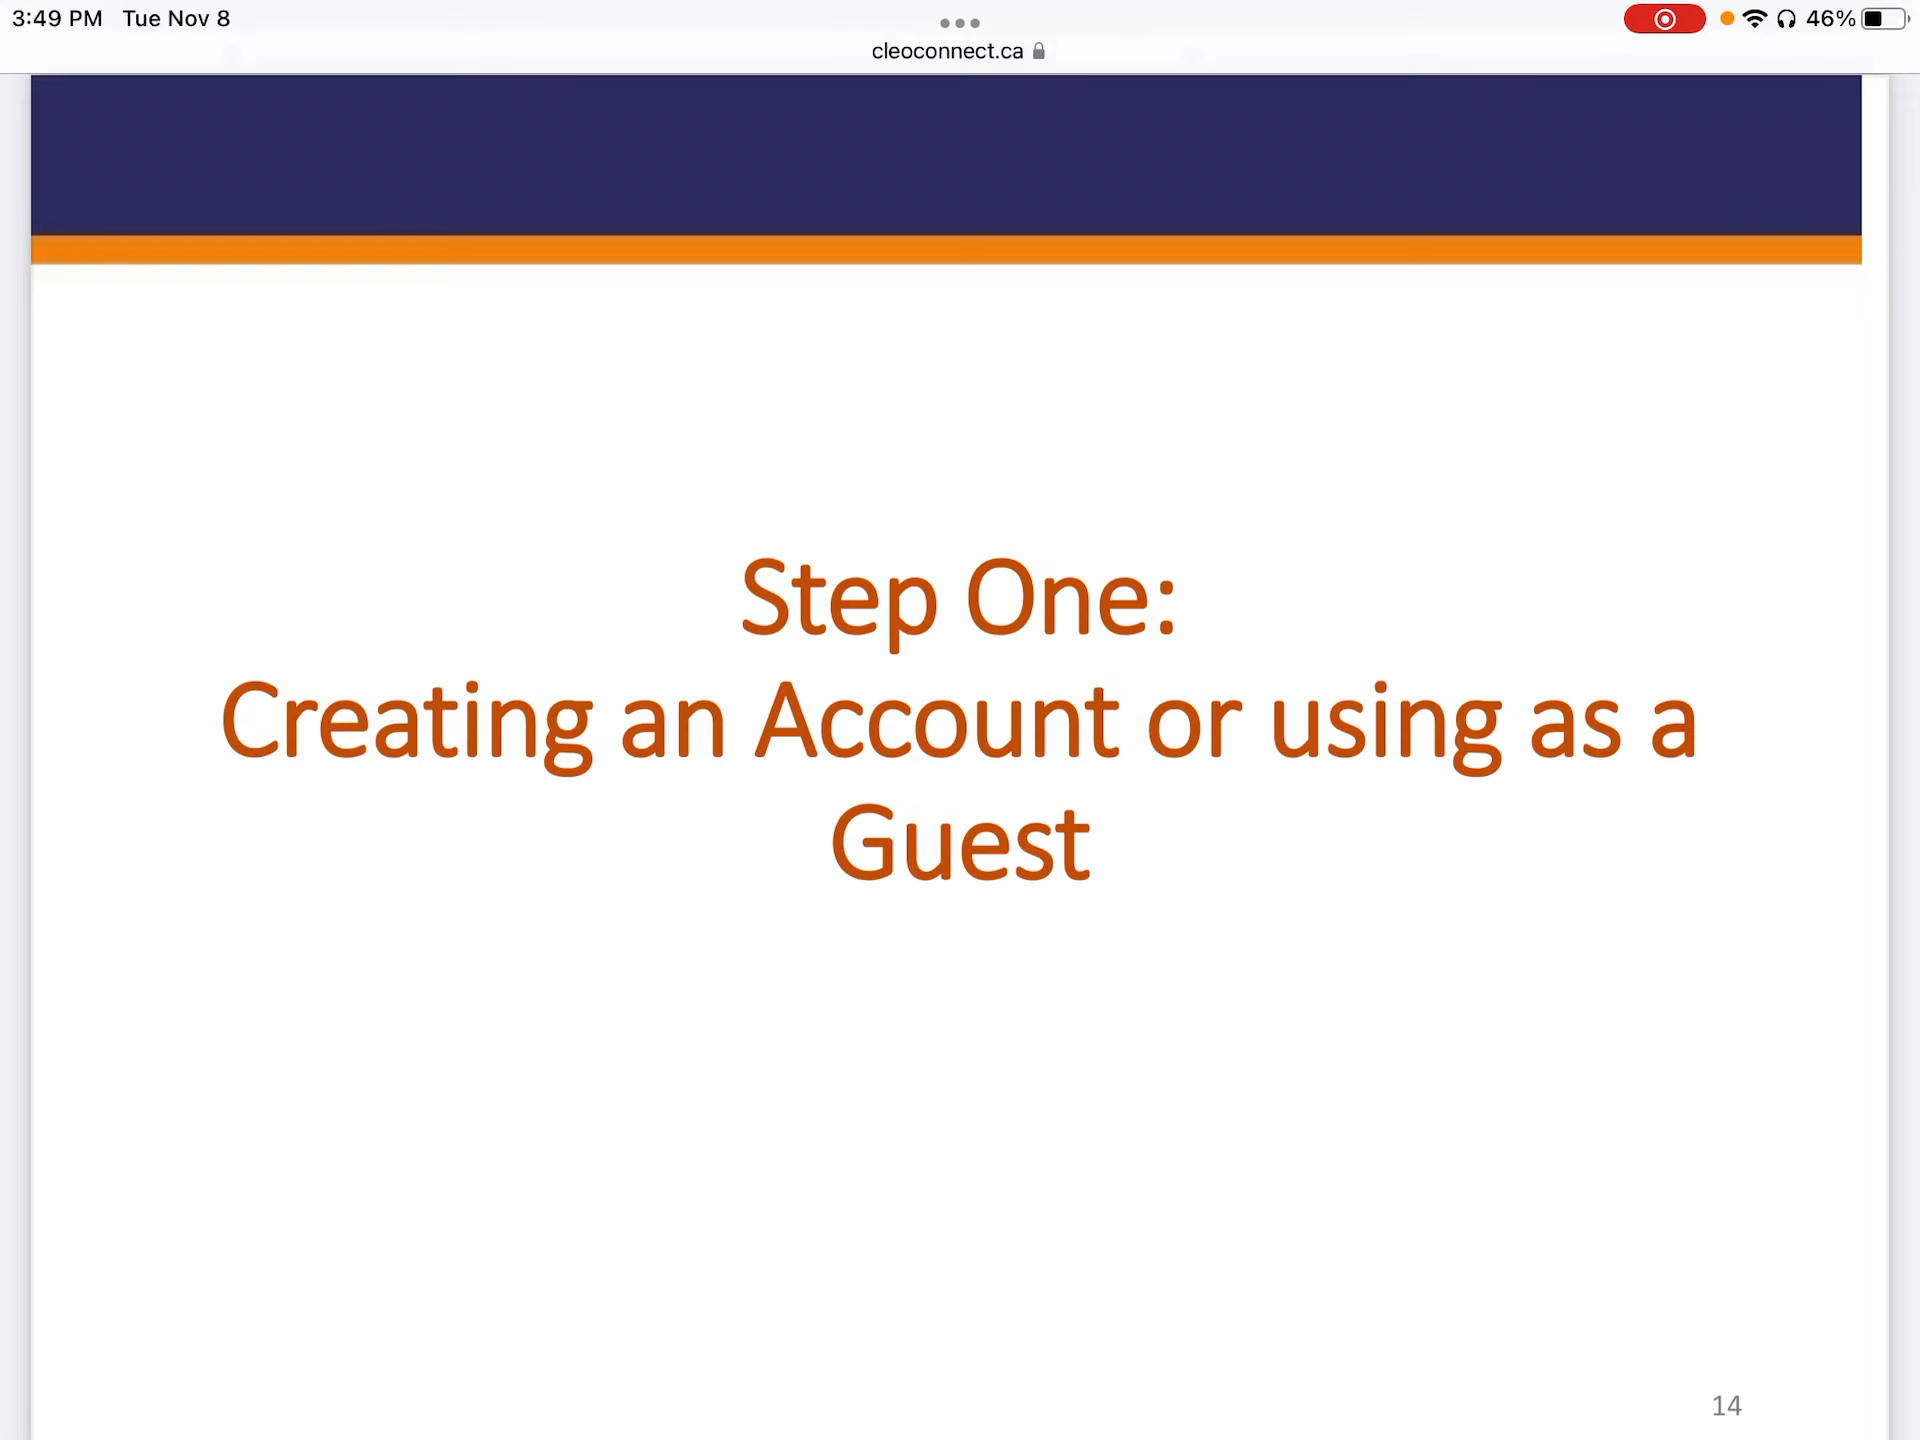 3:49 PM Tue Nov 8
46%
cleoconnect.ca
Step One:
Creating an Account or using as a
Guest
14